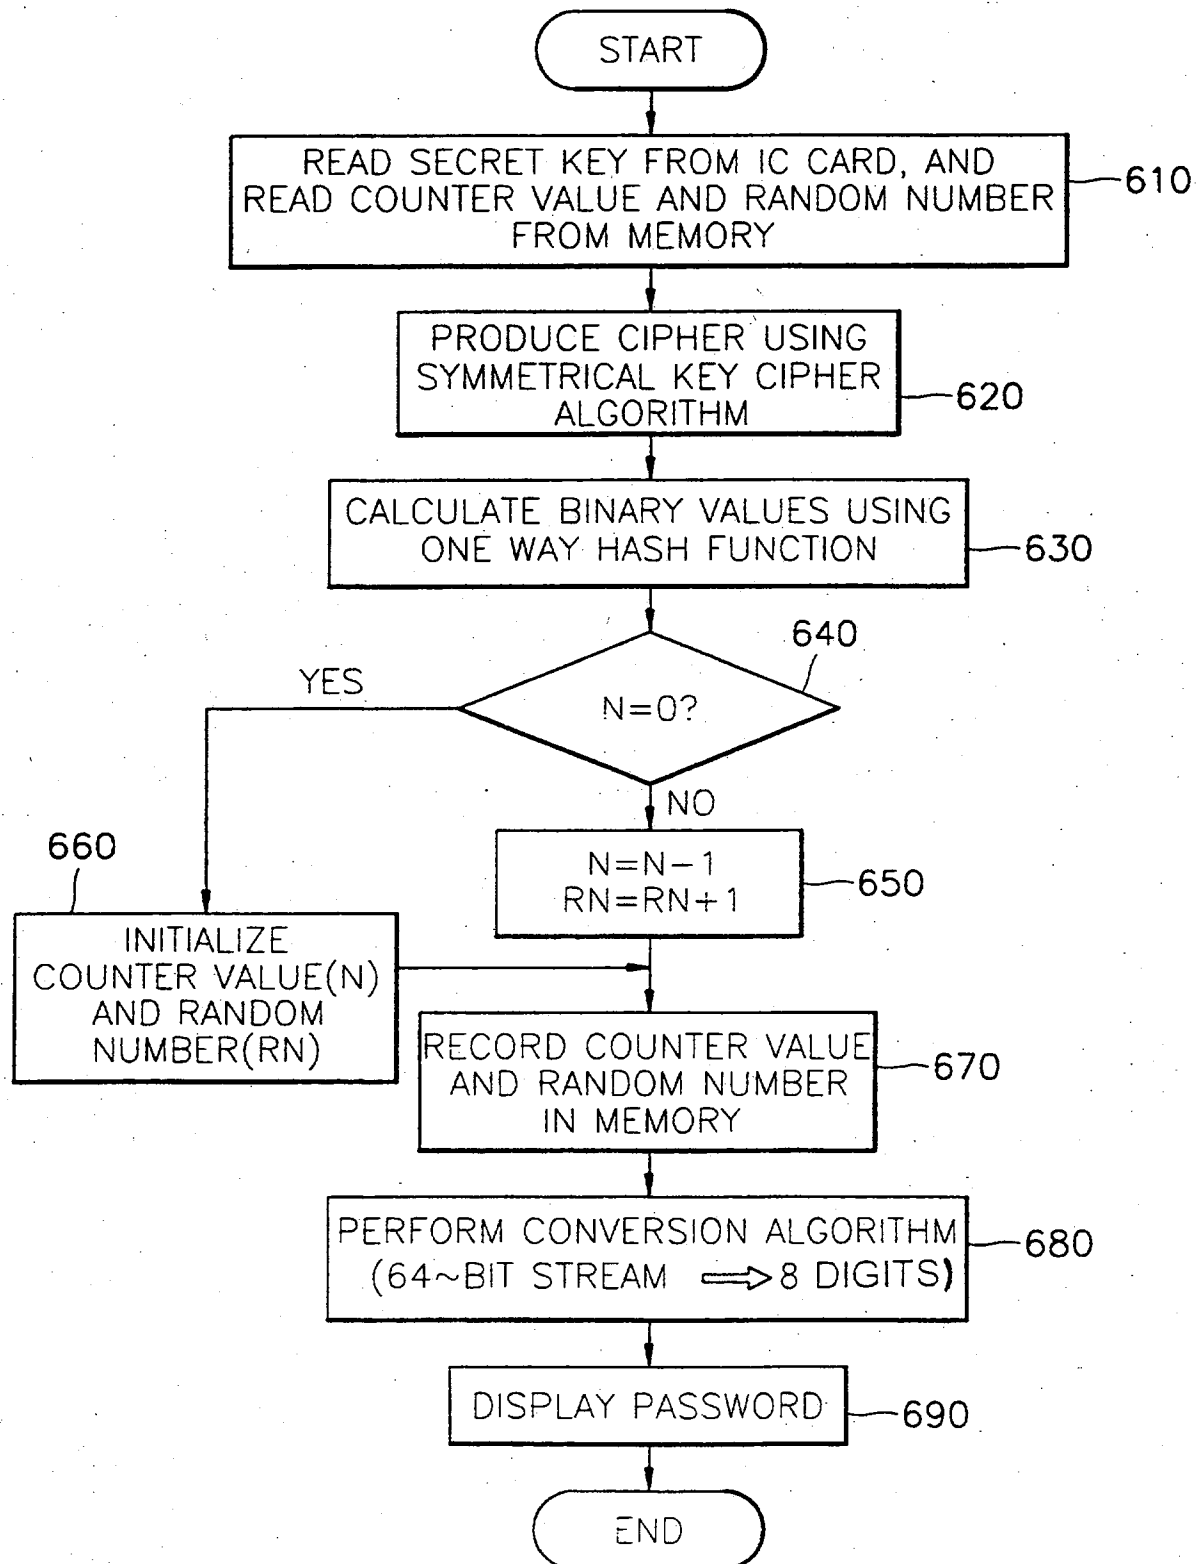 START
READ SECRET KEY FROM IC CARD, AND
READ COUNTER VALUE AND RANDOM NUMBER
FROM MEMORY
610
PRODUCE CIPHER USING
SYMMETRICAL KEY CIPHER
ALGORITHM
620
CALCULATE BINARY VALUES USING
ONE WAY HASH FUNCTION
630
640
YES
N=0?
NO
660
N=N-1
RN=RN+1
650
INITIALIZE
COUNTER VALUE(N)
AND RANDOM
NUMBER(RN)
RECORD COUNTER VALUE
AND RANDOM NUMBER
IN MEMORY
670
PERFORM CONVERSION ALGORITHM
(64~BIT STREAM ⇒ 8 DIGITS)
680
DISPLAY PASSWORD
690
END